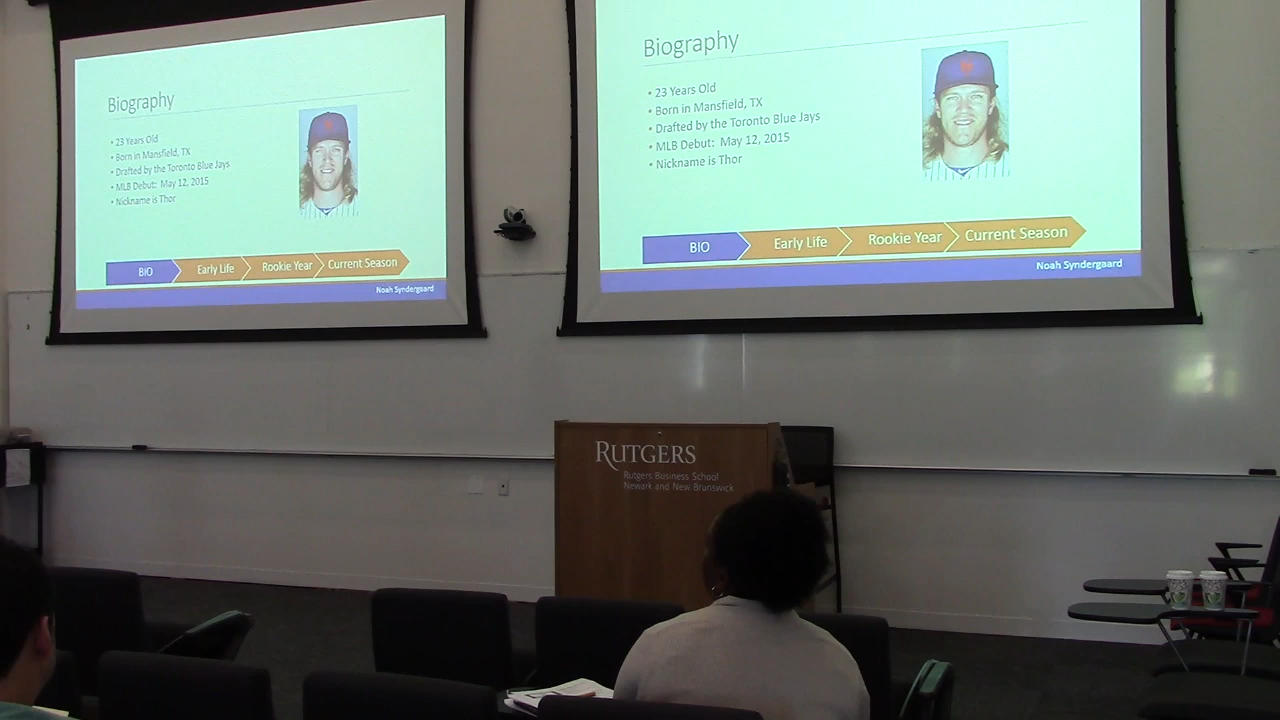 Biography
• 23 Years Old
• Born in Mansfield, TX
• Drafted by the Toronto Blue Jays
• MLB Debut: May 12, 2015
• Nickname is Thor
BIO Early Life Rookie Year Current Season
Noah Syndergaard
Biography
• 23 Years Old
• Born in Mansfield, TX
• Drafted by the Toronto Blue Jays
• MLB Debut: May 12, 2015
• Nickname is Thor
BIO Early Life Rookie Year Current Season
Noah Syndergaard
RUTGERS
Rutgers Business School
Newark and New Brunswick